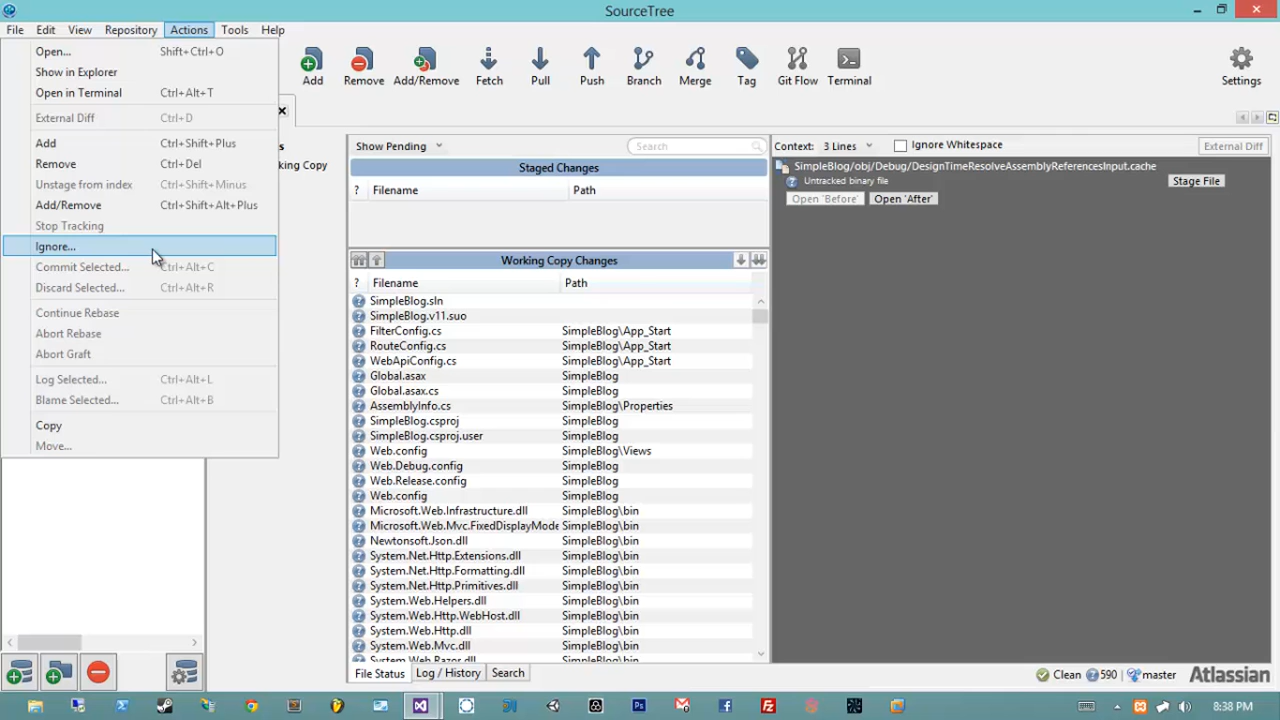 SourceTree
File Edit View Repository Actions Tools Help
Open... Shift+Ctrl+O
Show in Explorer
Open in Terminal Ctrl+Alt+T
External Diff Ctrl+D
Add Ctrl+Shift+Plus
Remove Ctrl+Del
Unstage from index Ctrl+Shift+Minus
Add/Remove Ctrl+Shift+Alt+Plus
Stop Tracking
Ignore...
Commit Selected... Ctrl+Alt+C
Discard Selected... Ctrl+Alt+R
Continue Rebase
Abort Rebase
Abort Graft
Log Selected... Ctrl+Alt+L
Blame Selected... Ctrl+Alt+B
Copy
Move...
Add Remove Add/Remove Fetch Pull Push Branch Merge Tag Git Flow Terminal Settings
Show Pending Search
Staged Changes
? Filename Path
Working Copy Changes
? Filename Path
SimpleBlog.sln
SimpleBlog.v11.suo
FilterConfig.cs SimpleBlog\App_Start
RouteConfig.cs SimpleBlog\App_Start
WebApiConfig.cs SimpleBlog\App_Start
Global.asax SimpleBlog
Global.asax.cs SimpleBlog
AssemblyInfo.cs SimpleBlog\Properties
SimpleBlog.csproj SimpleBlog
SimpleBlog.csproj.user SimpleBlog
Web.config SimpleBlog\Views
Web.Debug.config SimpleBlog
Web.Release.config SimpleBlog
Web.config SimpleBlog
Microsoft.Web.Infrastructure.dll SimpleBlog\bin
Microsoft.Web.Mvc.FixedDisplayMode SimpleBlog\bin
Newtonsoft.Json.dll SimpleBlog\bin
System.Net.Http.Extensions.dll SimpleBlog\bin
System.Net.Http.Formatting.dll SimpleBlog\bin
System.Net.Http.Primitives.dll SimpleBlog\bin
System.Web.Helpers.dll SimpleBlog\bin
System.Web.Http.WebHost.dll SimpleBlog\bin
System.Web.Http.dll SimpleBlog\bin
System.Web.Mvc.dll SimpleBlog\bin
System.Web.Razor.dll SimpleBlog\bin
File Status Log / History Search
Context: 3 Lines Ignore Whitespace External Diff
SimpleBlog/obj/Debug/DesignTimeResolveAssemblyReferencesInput.cache
Untracked binary file Stage File
Open 'Before' Open 'After'
Copy
Clean 590 master Atlassian
8:38 PM